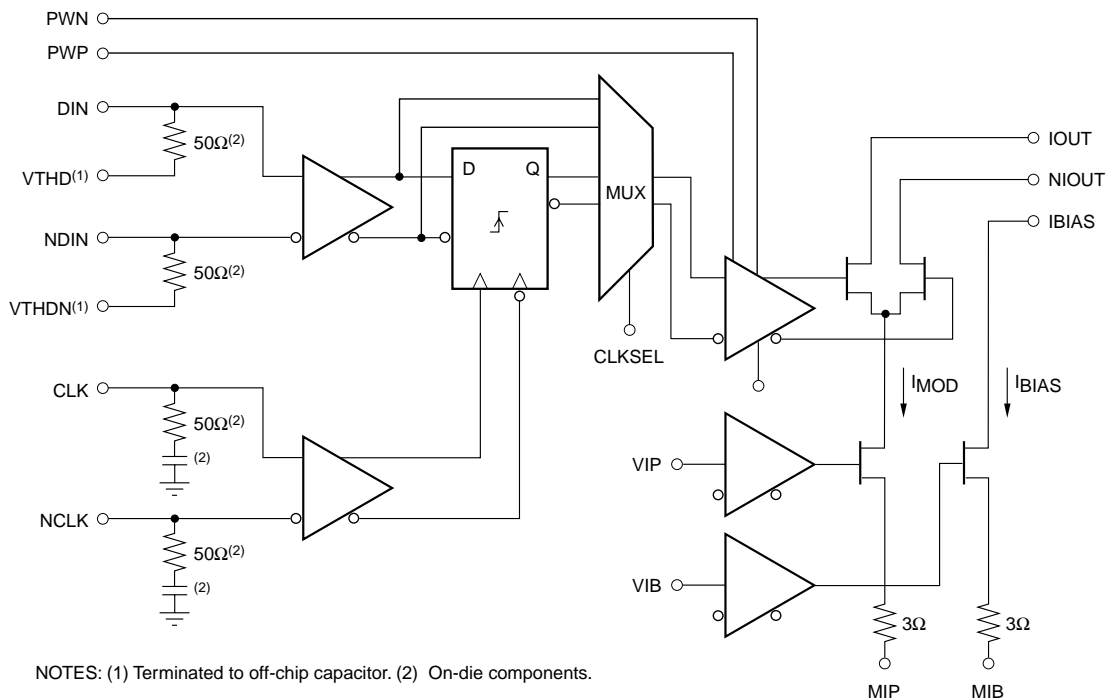 PWN
PWP
DIN
50Ω(2)
VTHD(1)
NDIN
50Ω(2)
VTHDN(1)
D
Q
MUX
CLKSEL
IOUT
NIOUT
IBIAS
CLK
50Ω(2)
(2)
NCLK
50Ω(2)
(2)
IMOD
IBIAS
VIP
VIB
3Ω
3Ω
MIP
MIB
NOTES: (1) Terminated to off-chip capacitor. (2) On-die components.